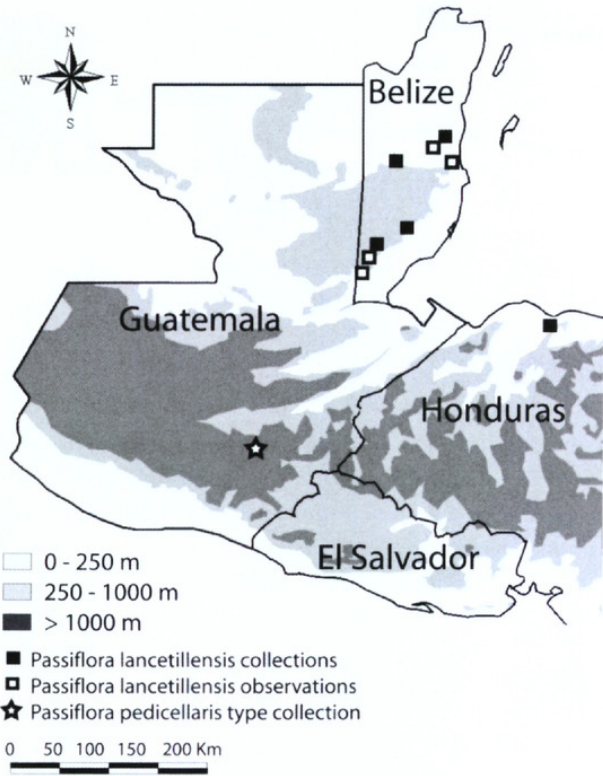 N
W E
S
Belize
Guatemala
Honduras
El Salvador
0 - 250 m
250 - 1000 m
> 1000 m
Passiflora lancetillensis collections
Passiflora lancetillensis observations
Passiflora pedicellaris type collection
0 50 100 150 200 Km